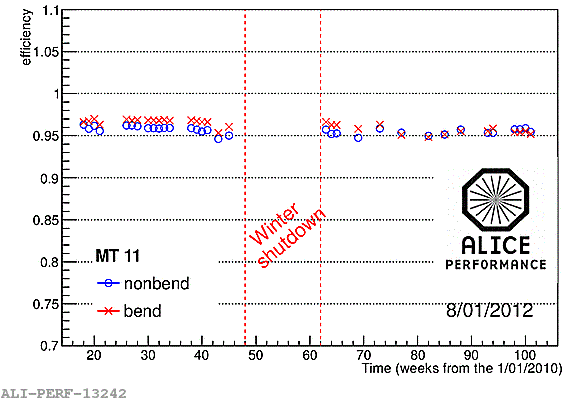 efficiency
1.1
1.05
1
0.95
0.9
0.85
0.8
0.75
0.7
Winter
shutdown
MT 11
nonbend
bend
ALICE
PERFORMANCE
8/01/2012
20 30 40 50 60 70 80 90 100
Time (weeks from the 1/01/2010)
ALI-PERF-13242